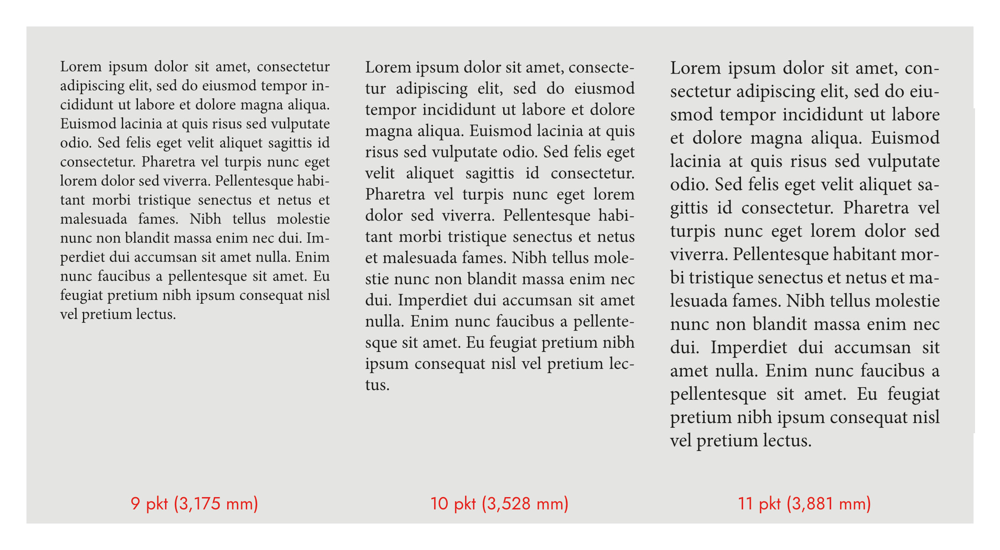 Lorem ipsum dolor sit amet, consectetur
adipiscing elit, sed do eiusmod tempor in-
cididunt ut labore et dolore magna aliqua.
Euismod lacinia at quis risus sed vulputate
odio. Sed felis eget velit aliquet sagittis id
consectetur. Pharetra vel turpis nunc eget
lorem dolor sed viverra. Pellentesque habi-
tant morbi tristique senectus et netus et
malesuada fames. Nibh tellus molestie
nunc non blandit massa enim nec dui. Im-
perdiet dui accumsan sit amet nulla. Enim
nunc faucibus a pellentesque sit amet. Eu
feugiat pretium nibh ipsum consequat nisl
vel pretium lectus.
9 pkt (3,175 mm)
Lorem ipsum dolor sit amet, consecte-
tur adipiscing elit, sed do eiusmod
tempor incididunt ut labore et dolore
magna aliqua. Euismod lacinia at quis
risus sed vulputate odio. Sed felis eget
velit aliquet sagittis id consectetur.
Pharetra vel turpis nunc eget lorem
dolor sed viverra. Pellentesque habi-
tant morbi tristique senectus et netus
et malesuada fames. Nibh tellus mole-
stie nunc non blandit massa enim nec
dui. Imperdiet dui accumsan sit amet
nulla. Enim nunc faucibus a pellente-
sque sit amet. Eu feugiat pretium nibh
ipsum consequat nisl vel pretium lec-
tus.
10 pkt (3,528 mm)
Lorem ipsum dolor sit amet, con-
sectetur adipiscing elit, sed do eiu-
smod tempor incididunt ut labore
et dolore magna aliqua. Euismod
lacinia at quis risus sed vulputate
odio. Sed felis eget velit aliquet sa-
gittis id consectetur. Pharetra vel
turpis nunc eget lorem dolor sed
viverra. Pellentesque habitant mor-
bi tristique senectus et netus et ma-
lesuada fames. Nibh tellus molestie
nunc non blandit massa enim nec
dui. Imperdiet dui accumsan sit
amet nulla. Enim nunc faucibus a
pellentesque sit amet. Eu feugiat
pretium nibh ipsum consequat nisl
vel pretium lectus.
11 pkt (3,881 mm)